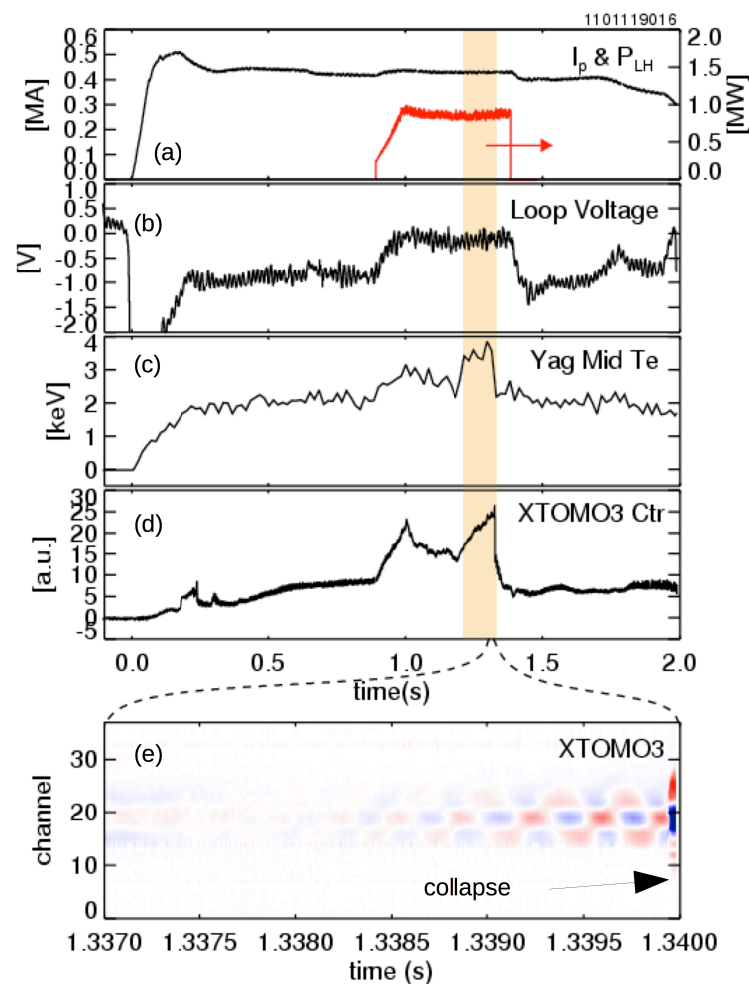 1101119016
0.6 2.0
0.5 I_p & P_LH
0.4 1.5
[MA] 0.3 1.0 [MW]
0.2
0.1 (a) 0.5
0.0 0.0
1.0
0.5 (b) Loop Voltage
0.0
[V] -0.5
-1.0
-1.5
-2.0
4 (c) Yag Mid Te
3
[keV] 2
1
0
30
25 (d) XTOMO3 Ctr
20
[a.u.] 15
10
5
0
-5
0.0 0.5 1.0 1.5 2.0
time(s)
(e) XTOMO3
30
channel 20
10
collapse
0
1.3370 1.3375 1.3380 1.3385 1.3390 1.3395 1.3400
time (s)